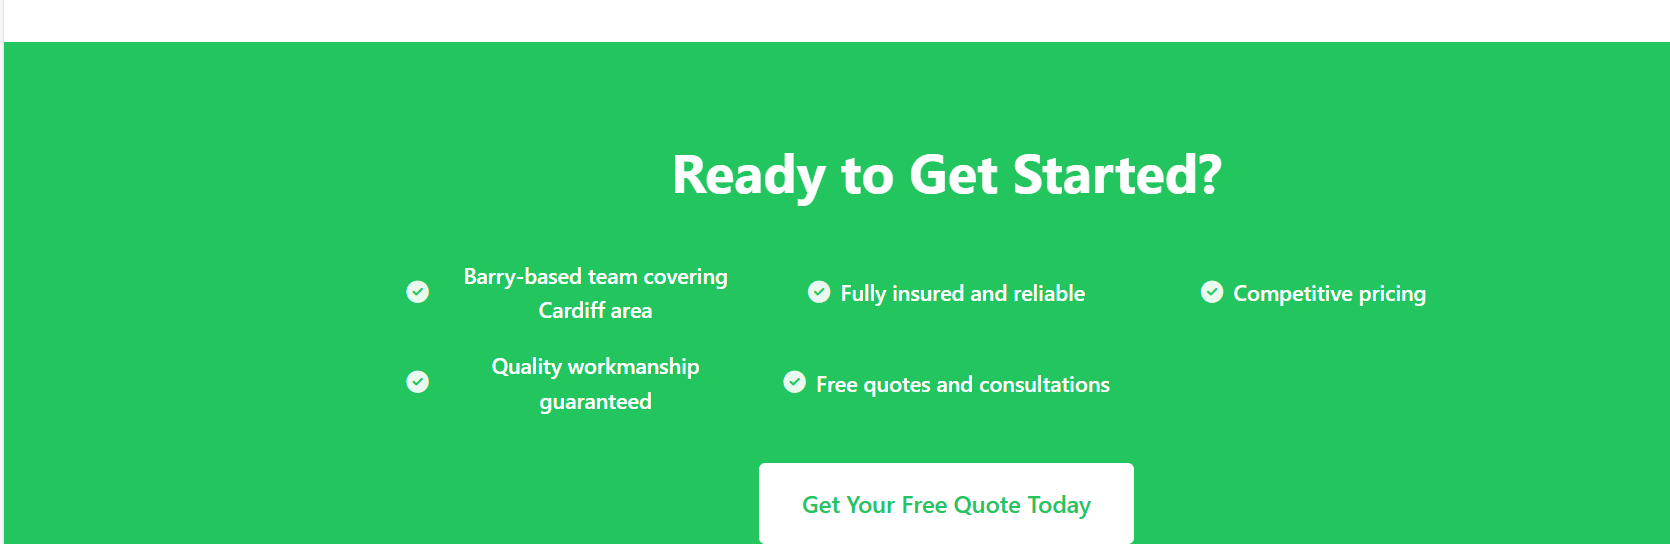 Ready to Get Started?
Barry-based team covering
Cardiff area
Fully insured and reliable
Competitive pricing
Quality workmanship
guaranteed
Free quotes and consultations
Get Your Free Quote Today